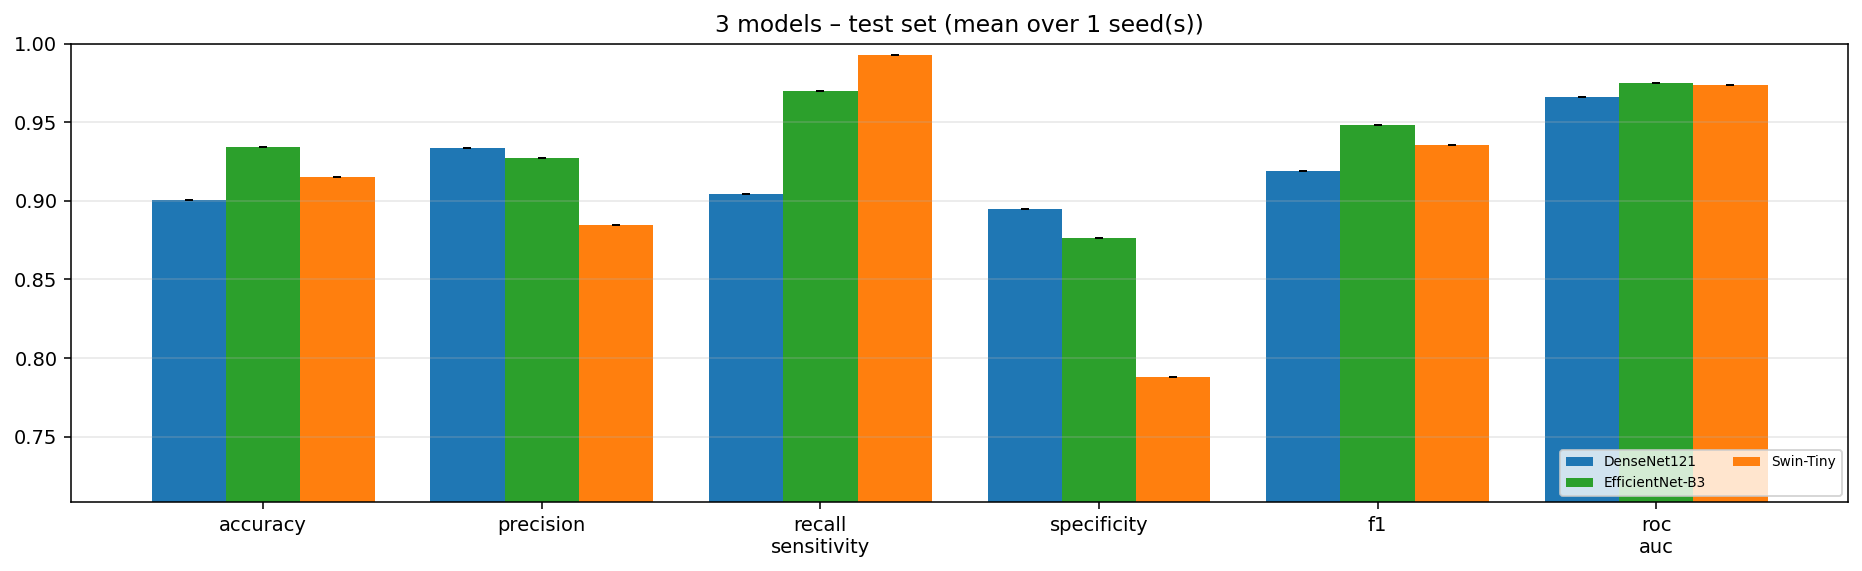 3 models – test set (mean over 1 seed(s))
1.00
0.95
0.90
0.85
0.80
0.75
accuracy
precision
recall
sensitivity
specificity
f1
roc
auc
DenseNet121
EfficientNet-B3
Swin-Tiny